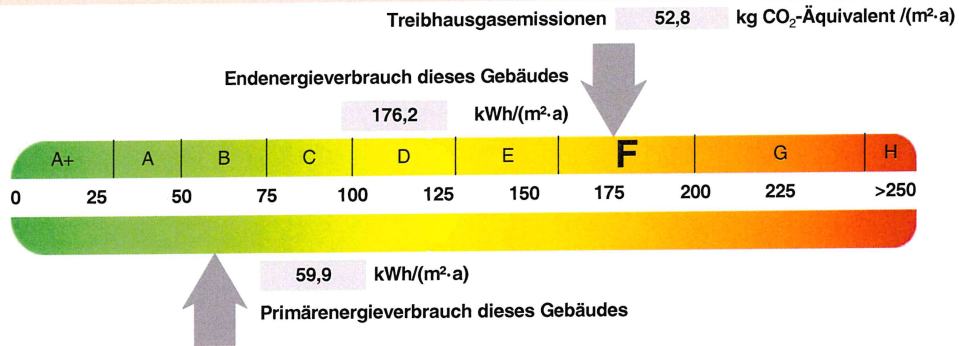 Treibhausgasemissionen 52,8 kg CO₂-Äquivalent /(m²·a)
Endenergieverbrauch dieses Gebäudes
176,2 kWh/(m²·a)
A+ A B C D E F G H
0 25 50 75 100 125 150 175 200 225 >250
59,9 kWh/(m²·a)
Primärenergieverbrauch dieses Gebäudes